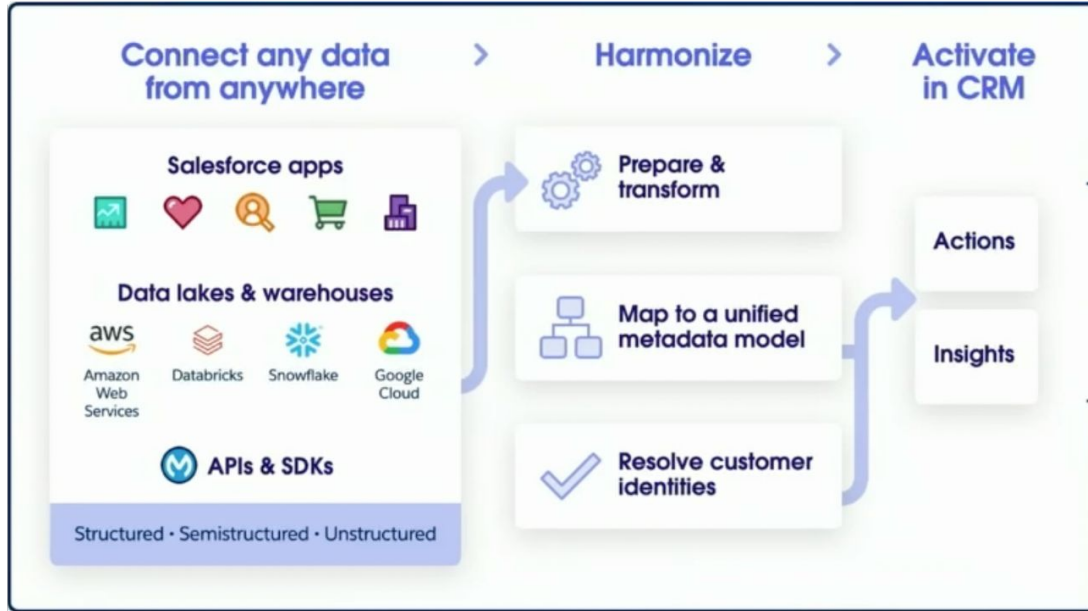 Connect any data
from anywhere
Harmonize
Activate
in CRM
Salesforce apps
Data lakes & warehouses
aws
Amazon
Web
Services
Databricks
Snowflake
Google
Cloud
APIs & SDKs
Structured · Semistructured · Unstructured
Prepare &
transform
Map to a unified
metadata model
Resolve customer
identities
Actions
Insights